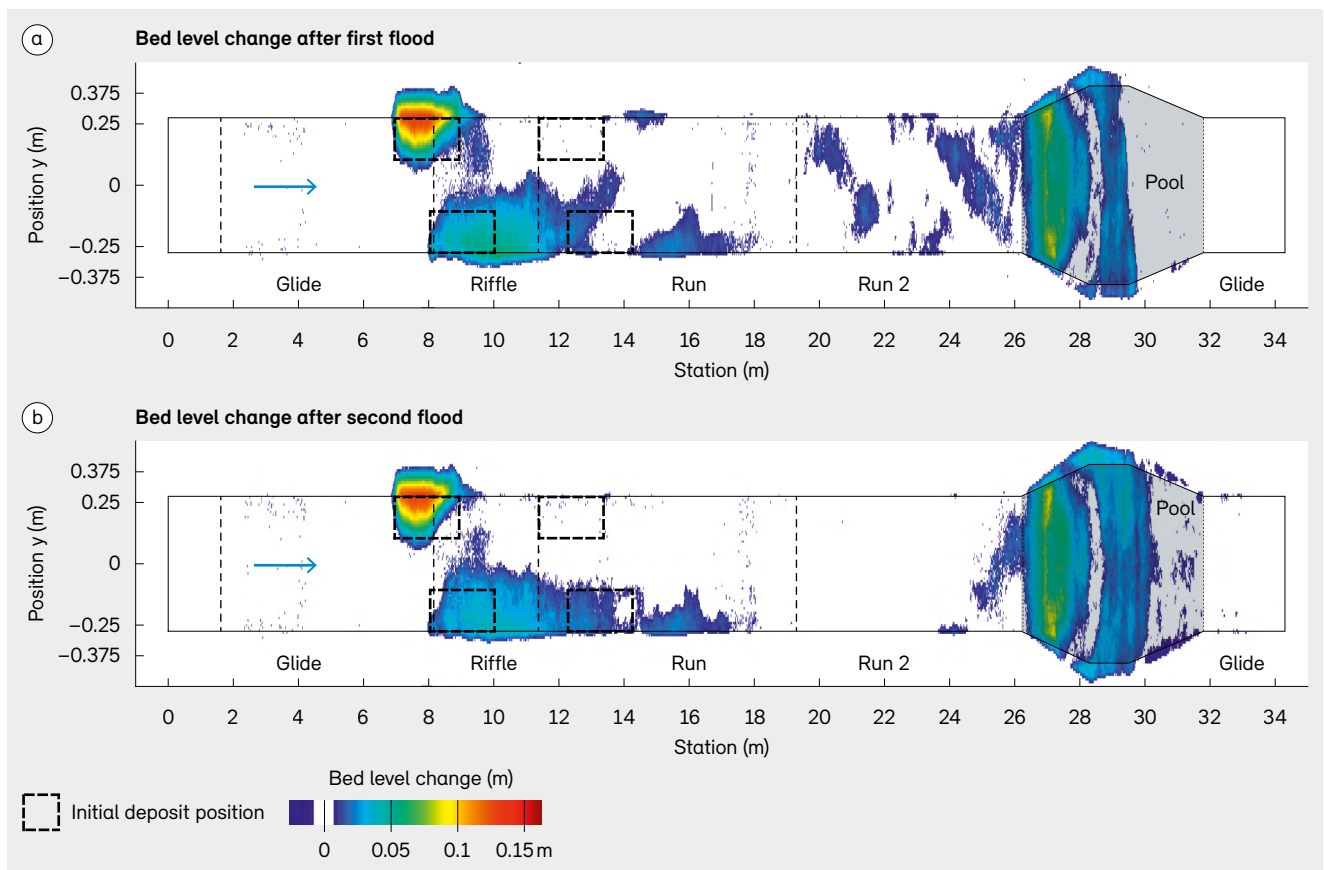 a
Bed level change after first flood
Position y (m)
0.375
0.25
0
−0.25
−0.375
Pool
Glide Riffle Run Run 2 Glide
0 2 4 6 8 10 12 14 16 18 20 22 24 26 28 30 32 34
Station (m)
b
Bed level change after second flood
Position y (m)
0.375
0.25
0
−0.25
−0.375
Pool
Glide Riffle Run Run 2 Glide
0 2 4 6 8 10 12 14 16 18 20 22 24 26 28 30 32 34
Station (m)
Bed level change (m)
Initial deposit position
0 0.05 0.1 0.15 m